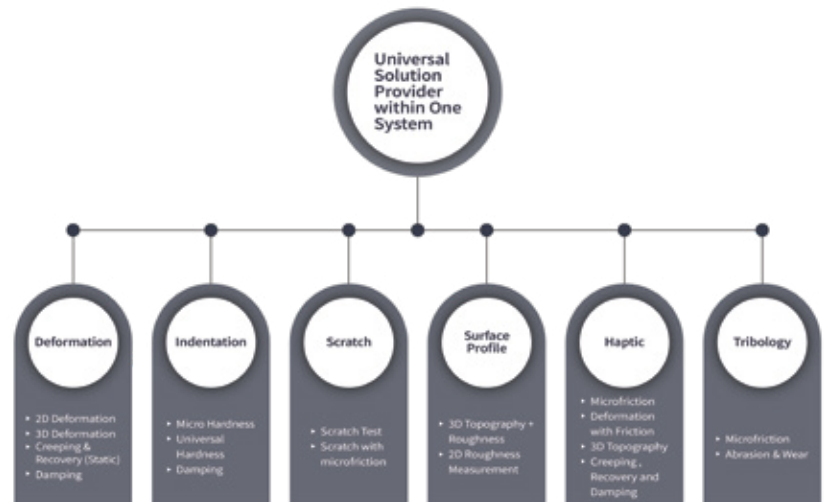 Universal
Solution
Provider
within One
System
Deformation
‣ 2D Deformation
‣ 3D Deformation
‣ Creeping &
Recovery (Static)
‣ Damping
Indentation
‣ Micro Hardness
‣ Universal
Hardness
‣ Damping
Scratch
‣ Scratch Test
‣ Scratch with
microfriction
Surface
Profile
‣ 3D Topography +
Roughness
‣ 2D Roughness
Measurement
Haptic
‣ Microfriction
‣ Deformation
with Friction
‣ 3D Topography
‣ Creeping ,
Recovery and
Damping
Tribology
‣ Microfriction
‣ Abrasion & Wear